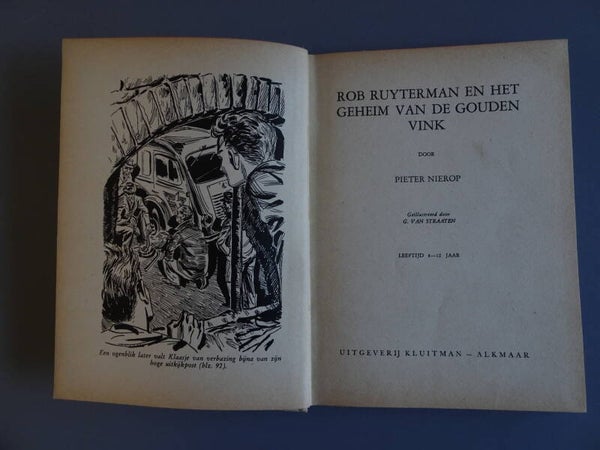 Een ogenblik later valt Klaasje van verbazing bijna van zijn
hoge uitkijkpost (blz. 92).
ROB RUYTERMAN EN HET
GEHEIM VAN DE GOUDEN
VINK
DOOR
PIETER NIEROP
Geïllustreerd door
G. VAN STRAATEN
LEEFTIJD 8—12 JAAR
UITGEVERIJ KLUITMAN — ALKMAAR